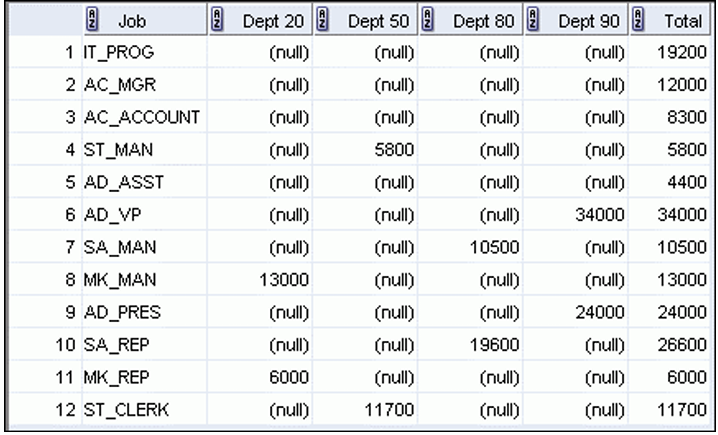 Job Dept 20 Dept 50 Dept 80 Dept 90 Total
1 IT_PROG (null) (null) (null) (null) 19200
2 AC_MGR (null) (null) (null) (null) 12000
3 AC_ACCOUNT (null) (null) (null) (null) 8300
4 ST_MAN (null) 5800 (null) (null) 5800
5 AD_ASST (null) (null) (null) (null) 4400
6 AD_VP (null) (null) (null) 34000 34000
7 SA_MAN (null) (null) 10500 (null) 10500
8 MK_MAN 13000 (null) (null) (null) 13000
9 AD_PRES (null) (null) (null) 24000 24000
10 SA_REP (null) (null) 19600 (null) 26600
11 MK_REP 6000 (null) (null) (null) 6000
12 ST_CLERK (null) 11700 (null) (null) 11700